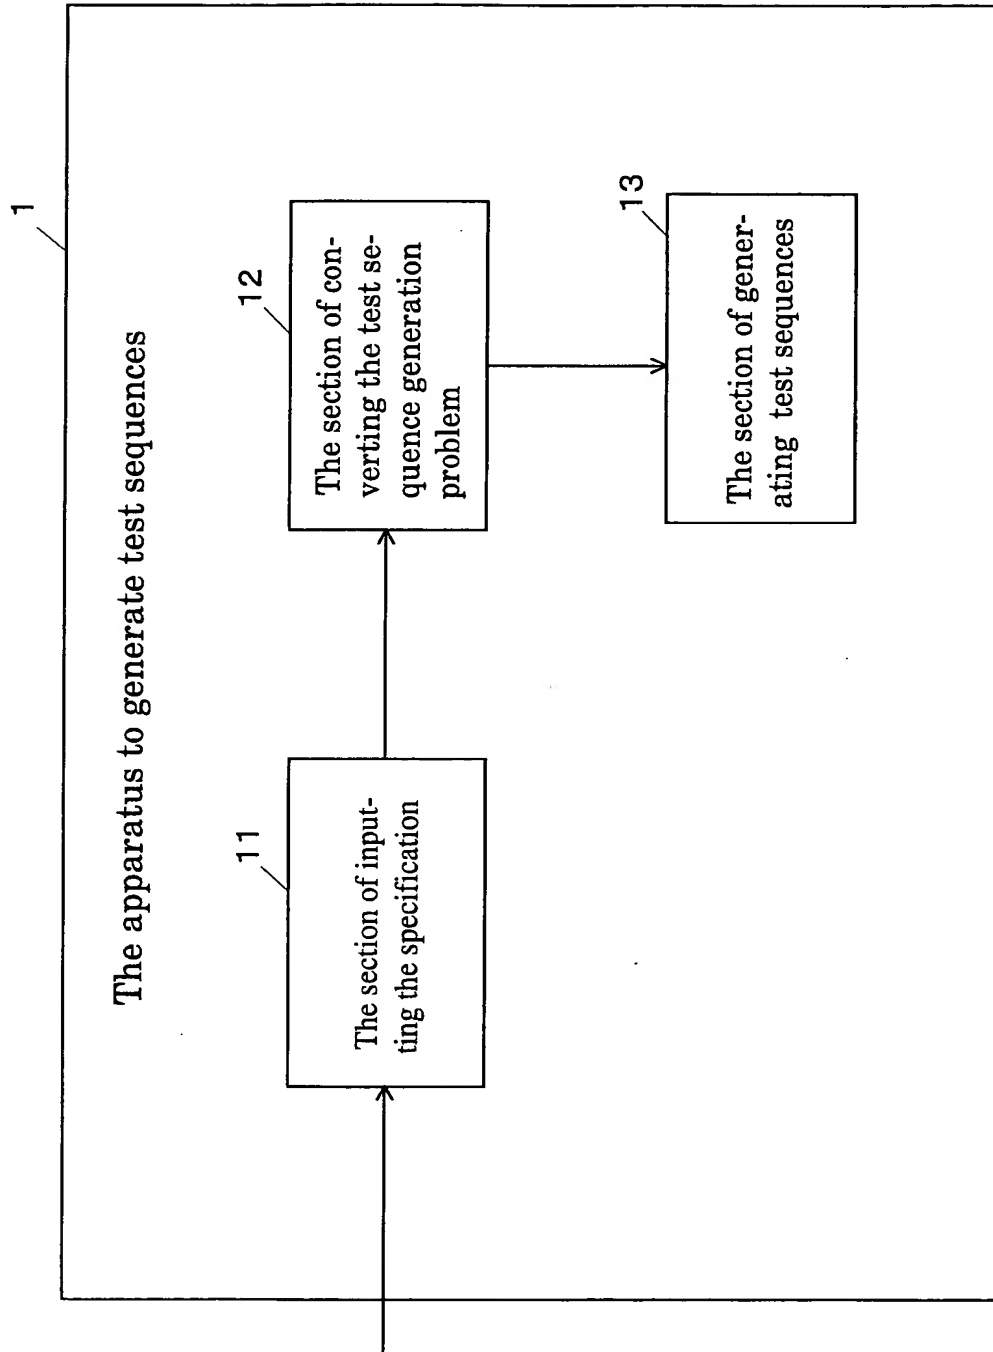 1
The apparatus to generate test sequences
11
The section of input-
ting the specification
12
The section of con-
verting the test se-
quence generation
problem
13
The section of gener-
ating test sequences